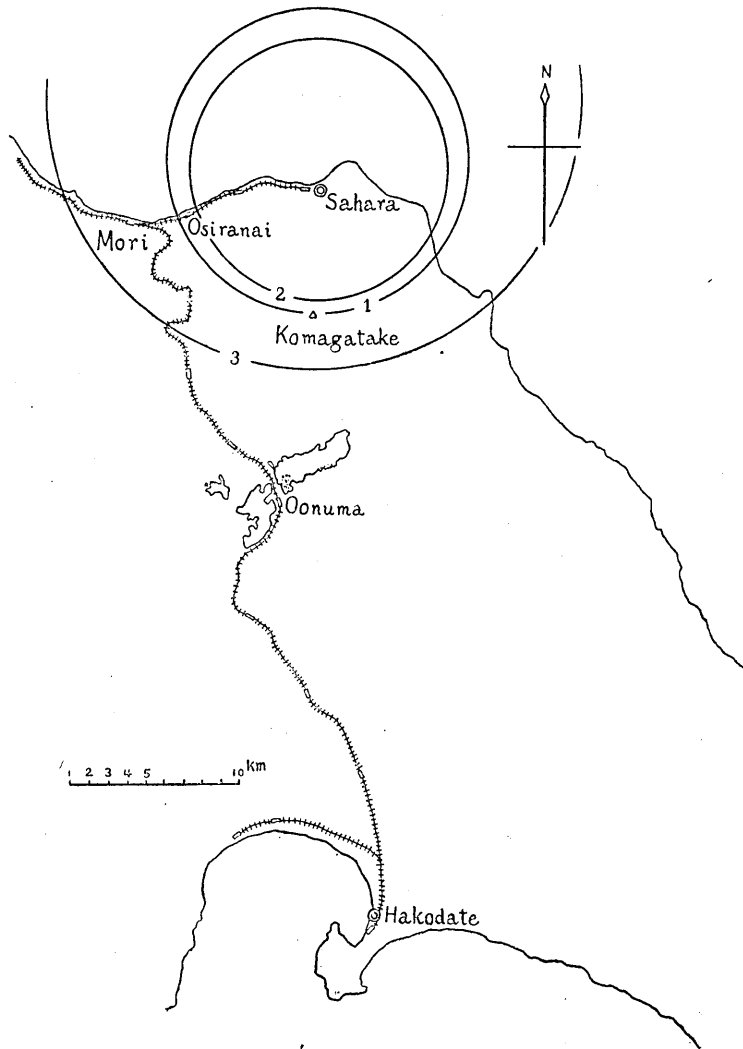 N
Sahara
Osiranai
Mori
2
1
Komagatake
3
Oonuma
1 2 3 4 5 10 km
Hakodate